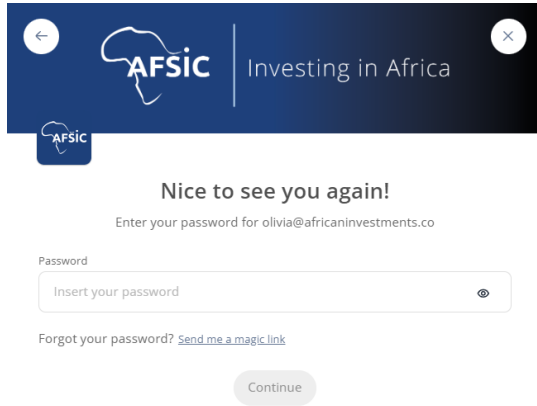 AFSIC
Investing in Africa
AFSIC
Nice to see you again!
Enter your password for olivia@africaninvestments.co
Password
Insert your password
Forgot your password? Send me a magic link
Continue